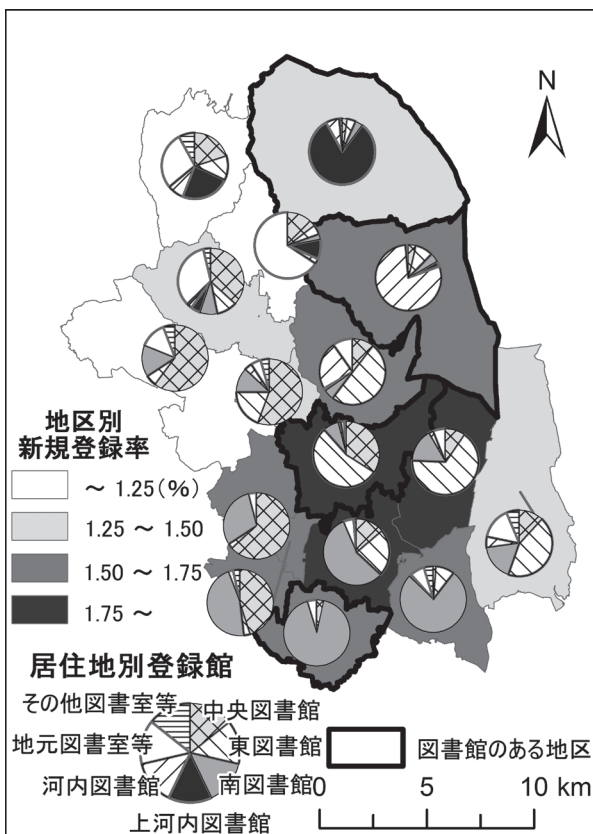 N
地区別
新規登録率
～ 1.25(%)
1.25 ～ 1.50
1.50 ～ 1.75
1.75 ～
居住地別登録館
その他図書室等
中央図書館
地元図書室等
東図書館
河内図書館
南図書館
上河内図書館
図書館のある地区
0 5 10 km